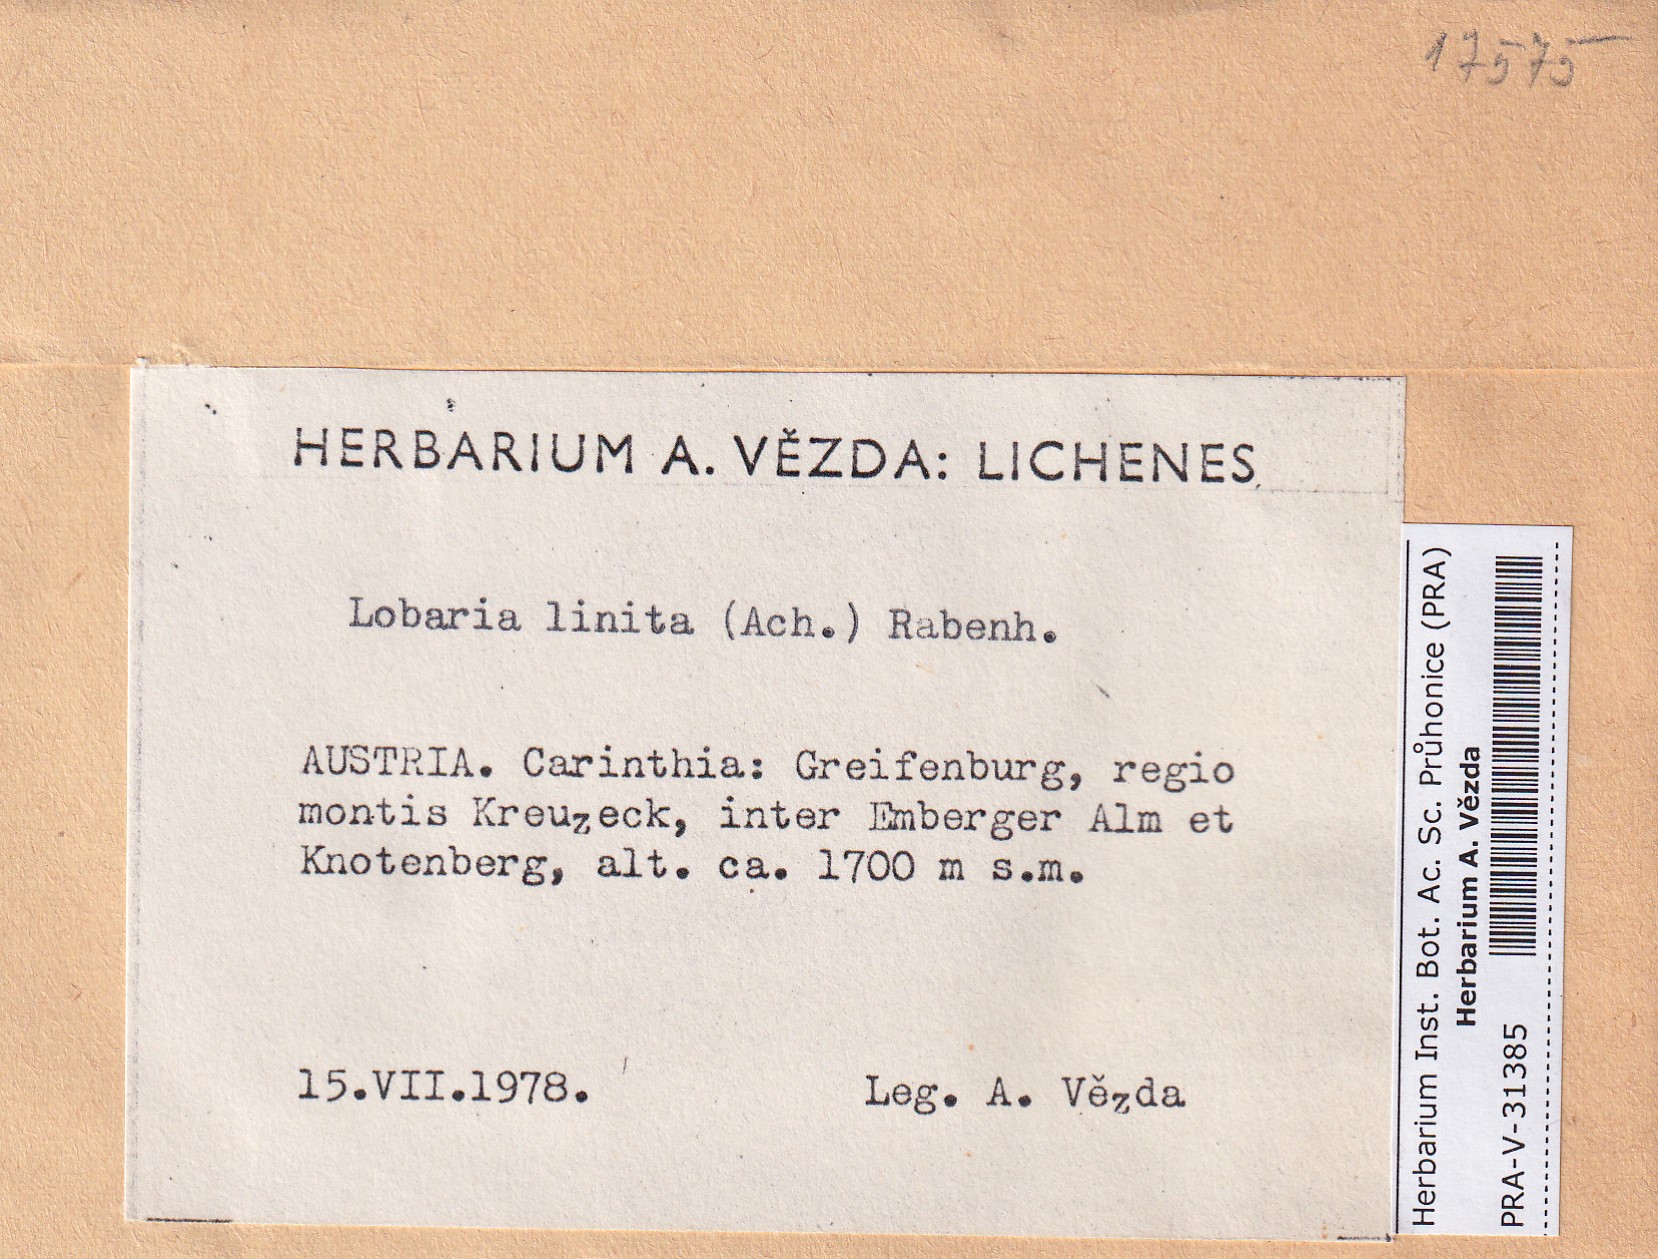 17575
HERBARIUM A. VĚZDA: LICHENES
Lobaria linita (Ach.) Rabenh.
AUSTRIA. Carinthia: Greifenburg, regio
montis Kreuzeck, inter Emberger Alm et
Knotenberg, alt. ca. 1700 m s.m.
15.VII.1978.
Leg. A. Vězda
Herbarium Inst. Bot. Ac. Sc. Průhonice (PRA)
Herbarium A. Vězda
PRA-V-31385